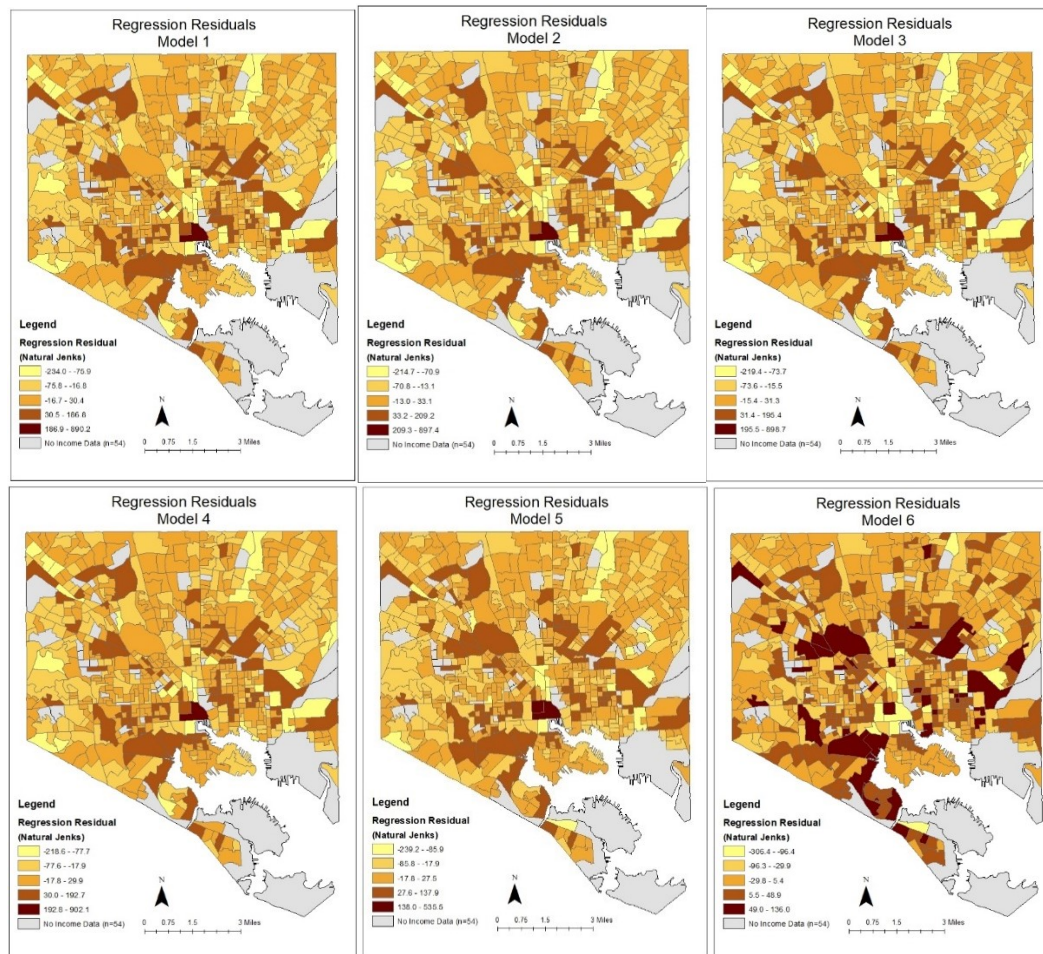 Regression Residuals
Model 1
Legend
Regression Residual
(Natural Jenks)
-234.0 - -75.9
-75.8 - -16.8
-16.7 - 30.4
30.5 - 186.8
186.9 - 890.2
No Income Data (n=54)
N
0 0.75 1.5 3 Miles
Regression Residuals
Model 2
Legend
Regression Residual
(Natural Jenks)
-214.7 - -70.9
-70.8 - -13.1
-13.0 - 33.1
33.2 - 209.2
209.3 - 897.4
No Income Data (n=54)
N
0 0.75 1.5 3 Miles
Regression Residuals
Model 3
Legend
Regression Residual
(Natural Jenks)
-219.4 - -73.7
-73.6 - -15.5
-15.4 - 31.3
31.4 - 195.4
195.5 - 898.7
No Income Data (n=54)
N
0 0.75 1.5 3 Miles
Regression Residuals
Model 4
Legend
Regression Residual
(Natural Jenks)
-218.6 - -77.7
-77.6 - -17.9
-17.8 - 29.9
30.0 - 192.7
192.8 - 902.1
No Income Data (n=54)
N
0 0.75 1.5 3 Miles
Regression Residuals
Model 5
Legend
Regression Residual
(Natural Jenks)
-239.2 - -85.9
-85.8 - -17.9
-17.8 - 27.5
27.6 - 137.9
138.0 - 535.5
No Income Data (n=54)
N
0 0.75 1.5 3 Miles
Regression Residuals
Model 6
Legend
Regression Residual
(Natural Jenks)
-306.4 - -96.4
-96.3 - -29.9
-29.8 - 5.4
5.5 - 48.9
49.0 - 136.0
No Income Data (n=54)
N
0 0.75 1.5 3 Miles